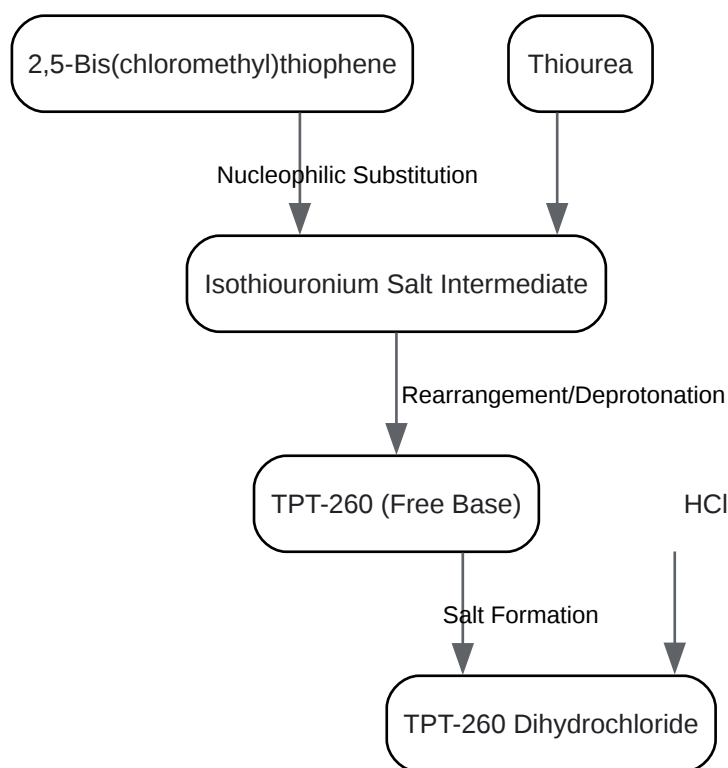 2,5-Bis(chloromethyl)thiophene
Thiourea
Nucleophilic Substitution
Isothiouronium Salt Intermediate
Rearrangement/Deprotonation
TPT-260 (Free Base)
HCl
Salt Formation
TPT-260 Dihydrochloride